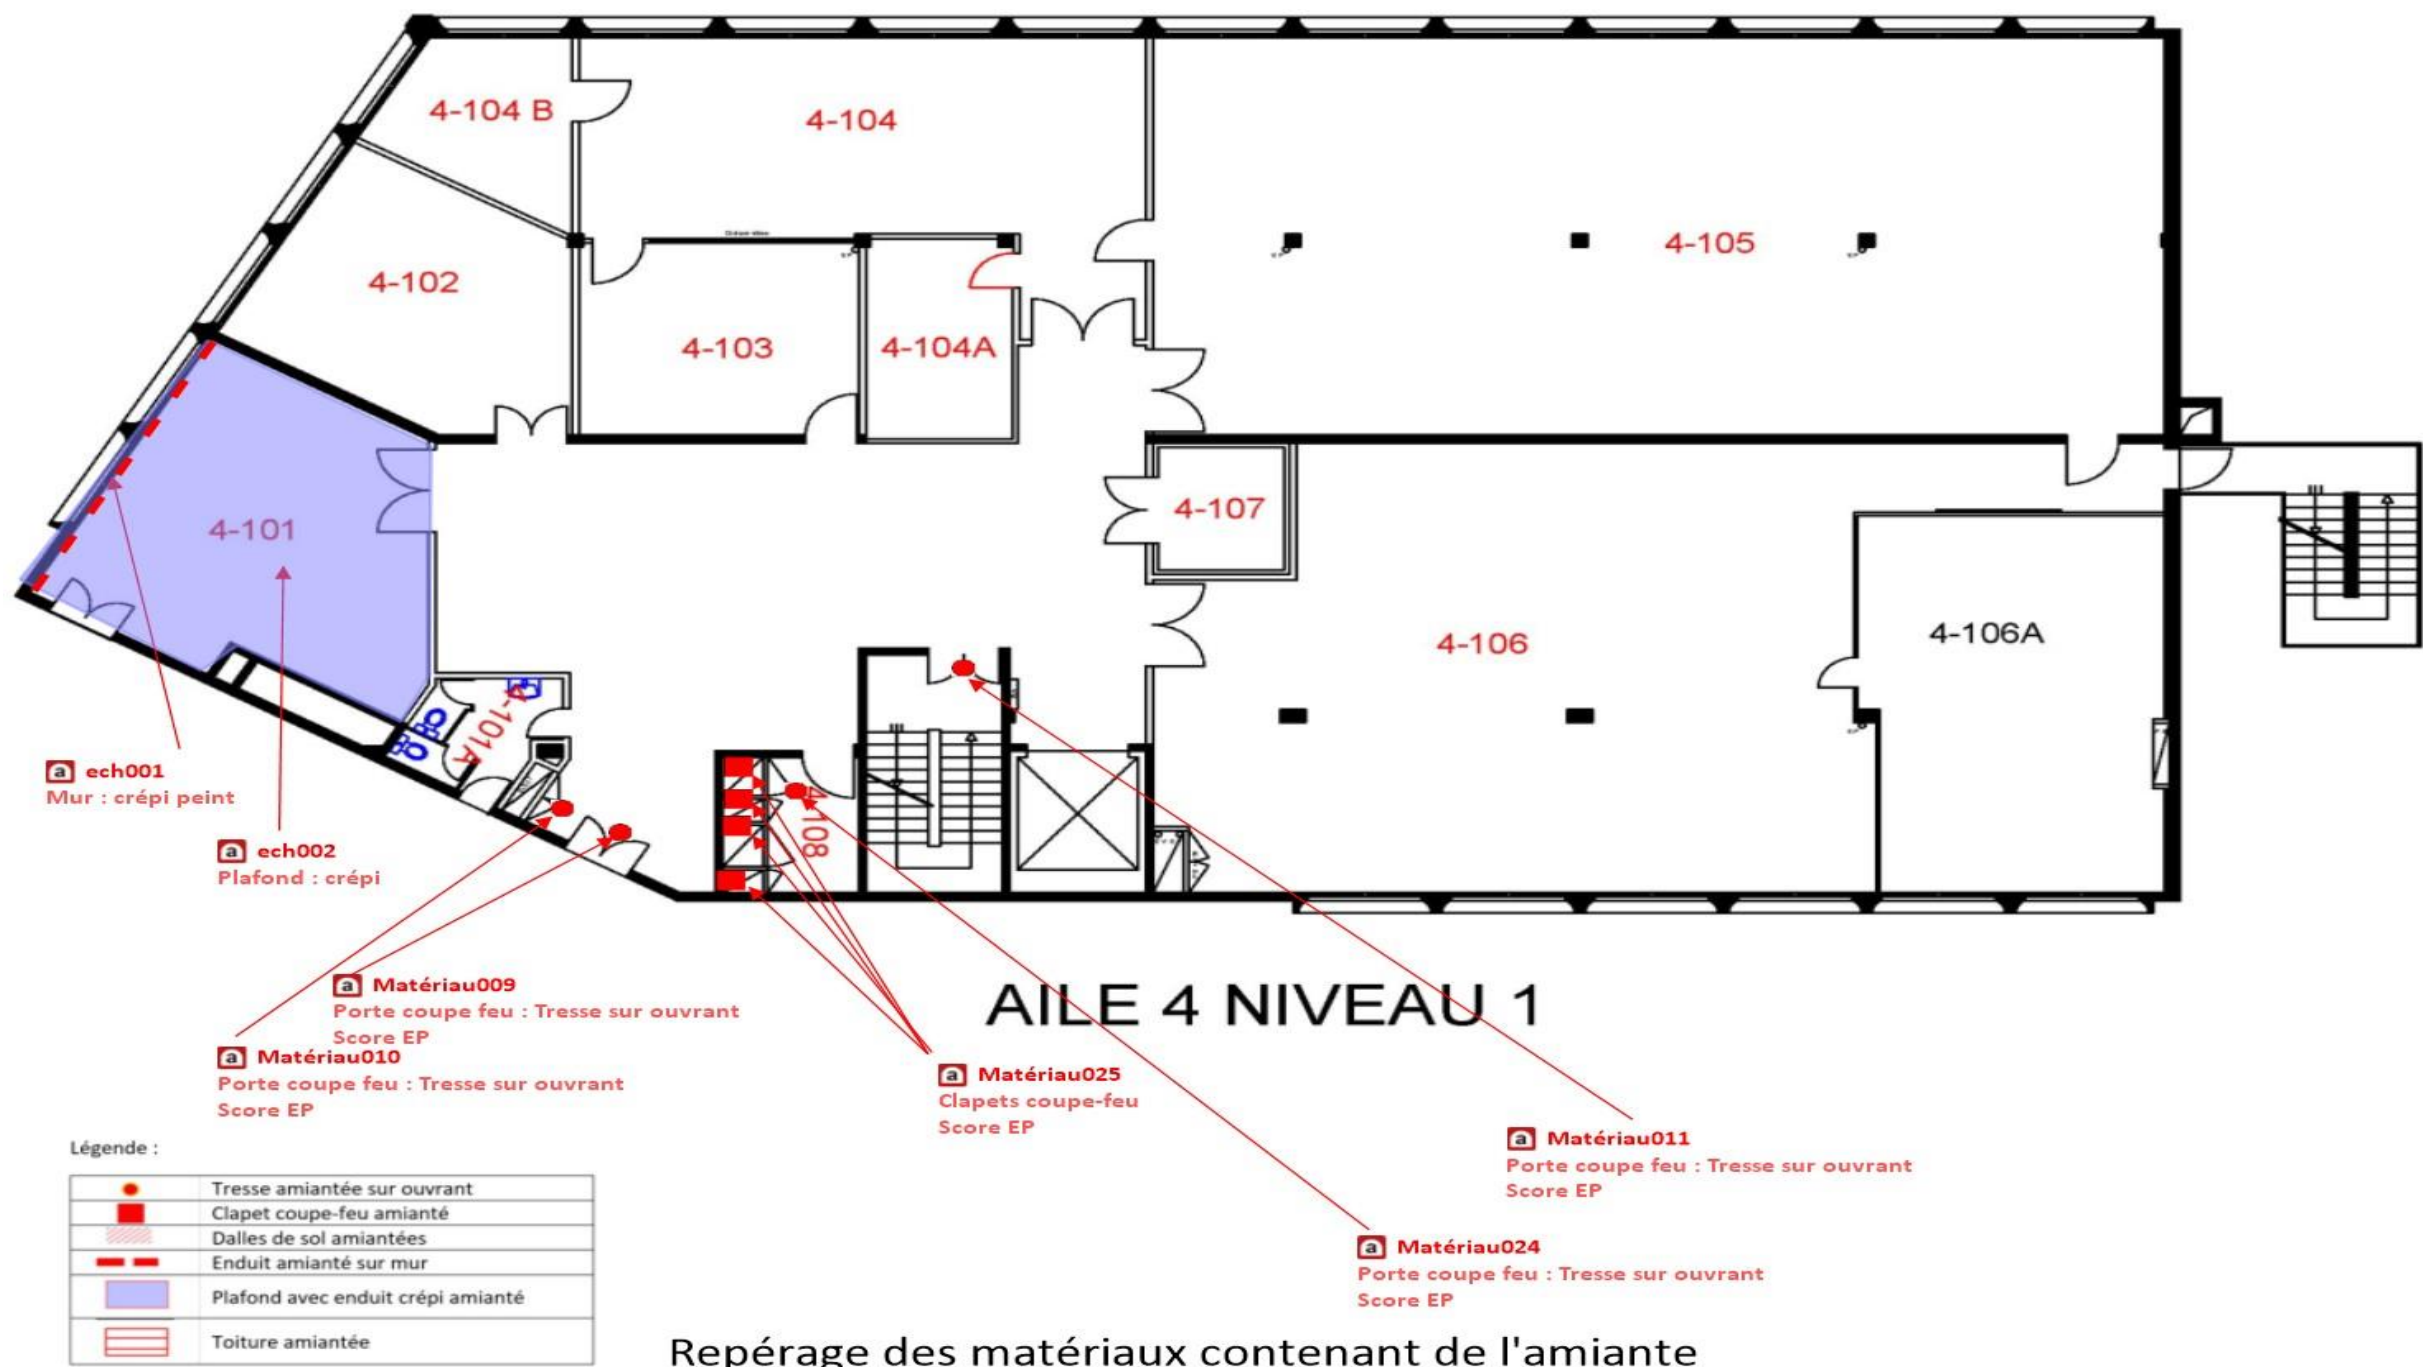 4-104 B
4-104
4-105
4-102
4-103
4-104A
4-107
4-101
4-106
4-106A
4-101A
4-108
a ech001
Mur : crépi peint
a ech002
Plafond : crépi
a Matériau009
Porte coupe feu : Tresse sur ouvrant
Score EP
AILE 4 NIVEAU 1
a Matériau010
Porte coupe feu : Tresse sur ouvrant
Score EP
a Matériau025
Clapets coupe-feu
Score EP
a Matériau011
Porte coupe feu : Tresse sur ouvrant
Score EP
a Matériau024
Porte coupe feu : Tresse sur ouvrant
Score EP
Légende :
Tresse amiantée sur ouvrant
Clapet coupe-feu amianté
Dalles de sol amiantées
Enduit amianté sur mur
Plafond avec enduit crépi amianté
Toiture amiantée
Repérage des matériaux contenant de l'amiante